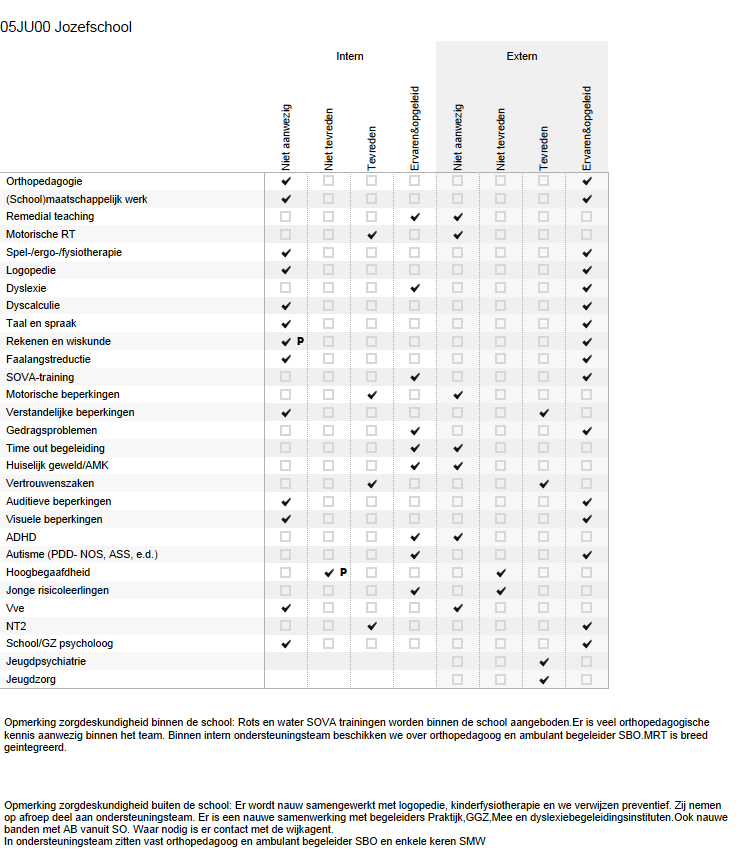 05JU00 Jozefschool
Intern Extern
Niet aanwezig Niet tevreden Tevreden Ervaren&opgeleid Niet aanwezig Niet tevreden Tevreden Ervaren&opgeleid
Orthopedagogie
(School)maatschappelijk werk
Remedial teaching
Motorische RT
Spel-/ergo-/fysiotherapie
Logopedie
Dyslexie
Dyscalculie
Taal en spraak
Rekenen en wiskunde P
Faalangstreductie
SOVA-training
Motorische beperkingen
Verstandelijke beperkingen
Gedragsproblemen
Time out begeleiding
Huiselijk geweld/AMK
Vertrouwenszaken
Auditieve beperkingen
Visuele beperkingen
ADHD
Autisme (PDD- NOS, ASS, e.d.)
Hoogbegaafdheid P
Jonge risicoleerlingen
Vve
NT2
School/GZ psycholoog
Jeugdpsychiatrie
Jeugdzorg
Opmerking zorgdeskundigheid binnen de school: Rots en water SOVA trainingen worden binnen de school aangeboden.Er is veel orthopedagogische
kennis aanwezig binnen het team. Binnen intern ondersteuningsteam beschikken we over orthopedagoog en ambulant begeleider SBO.MRT is breed
geintegreerd.
Opmerking zorgdeskundigheid buiten de school: Er wordt nauw samengewerkt met logopedie, kinderfysiotherapie en we verwijzen preventief. Zij nemen
op afroep deel aan ondersteuningsteam. Er is een nauwe samenwerking met begeleiders Praktijk,GGZ,Mee en dyslexiebegeleidingsinstituten.Ook nauwe
banden met AB vanuit SO. Waar nodig is er contact met de wijkagent.
In ondersteuningsteam zitten vast orthopedagoog en ambulant begeleider SBO en enkele keren SMW